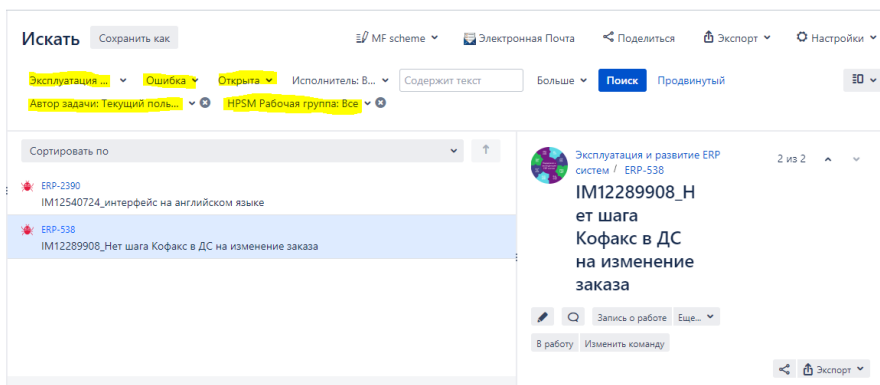 Искать Сохранить как MF scheme Электронная Почта Поделиться Экспорт Настройки
Эксплуатация ... Ошибка Открыта Исполнитель: В... Содержит текст Больше Поиск Продвинутый
Автор задачи: Текущий поль... HPSM Рабочая группа: Все
Сортировать по
ERP-2390
IM12540724_интерфейс на английском языке
ERP-538
IM12289908_Нет шага Кофакс в ДС на изменение заказа
Эксплуатация и развитие ERP
систем / ERP-538
2 из 2
IM12289908_Н
ет шага
Кофакс в ДС
на изменение
заказа
Запись о работе Еще...
В работу Изменить команду
Экспорт